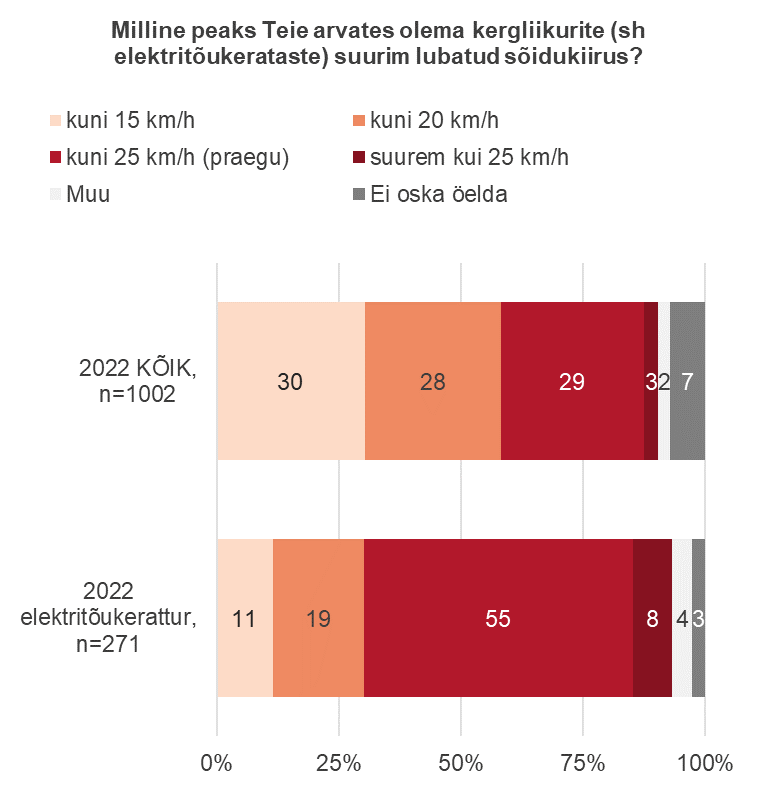 Milline peaks Teie arvates olema kergliikurite (sh
elektritõukerataste) suurim lubatud sõidukiirus?
kuni 15 km/h
kuni 20 km/h
kuni 25 km/h (praegu)
suurem kui 25 km/h
Muu
Ei oska öelda
2022 KÕIK,
n=1002
30
28
29
3
2
7
2022
elektritõukerattur,
n=271
11
19
55
8
4
3
0%
25%
50%
75%
100%